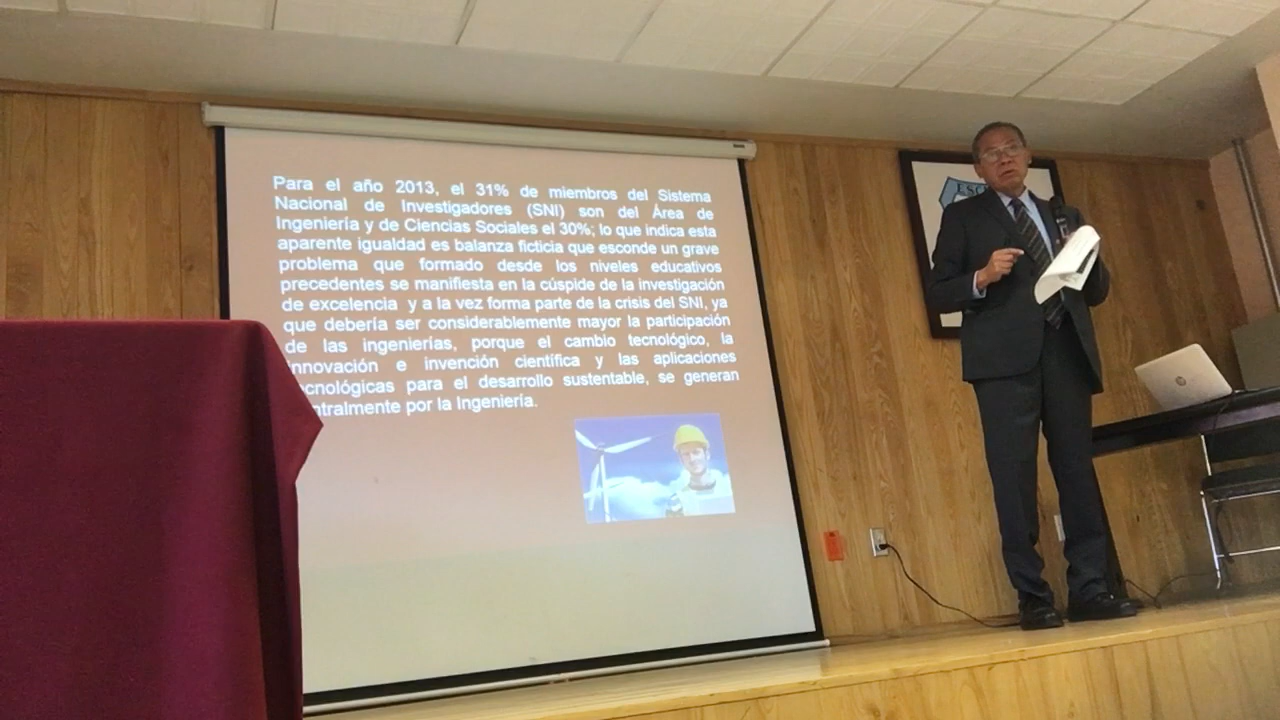 Para el año 2013, el 31% de miembros del Sistema
Nacional de Investigadores (SNI) son del Área de
Ingeniería y de Ciencias Sociales el 30%; lo que indica esta
aparente igualdad es balanza ficticia que esconde un grave
problema que formado desde los niveles educativos
precedentes se manifiesta en la cúspide de la investigación
de excelencia y a la vez forma parte de la crisis del SNI, ya
que debería ser considerablemente mayor la participación
de las ingenierías, porque el cambio tecnológico, la
innovación e invención científica y las aplicaciones
ecnológicas para el desarrollo sustentable, se generan
ntralmente por la Ingeniería.
ESC